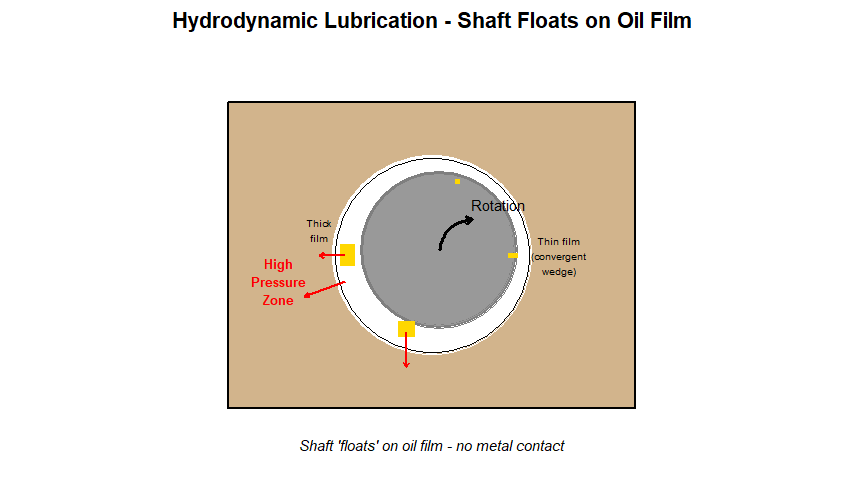 Hydrodynamic Lubrication - Shaft Floats on Oil Film
Rotation
Thick
film
Thin film
(convergent
wedge)
High
Pressure
Zone
Shaft 'floats' on oil film - no metal contact